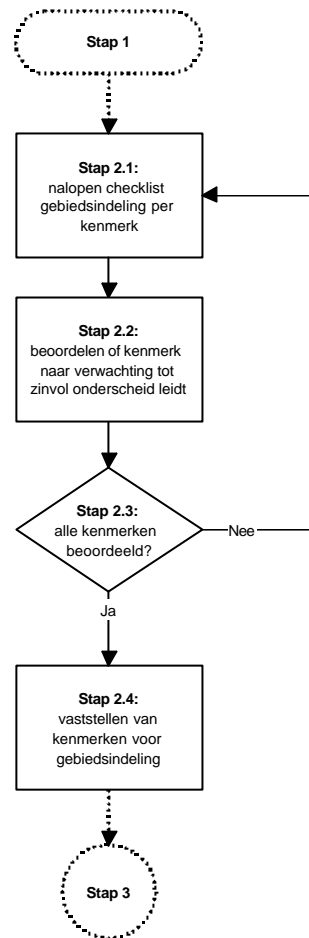 Stap 1
Stap 2.1:
nalopen checklist
gebiedsindeling per
kenmerk
Stap 2.2:
beoordelen of kenmerk
naar verwachting tot
zinvol onderscheid leidt
Stap 2.3:
alle kenmerken
beoordeeld?
Nee
Ja
Stap 2.4:
vaststellen van
kenmerken voor
gebiedsindeling
Stap 3